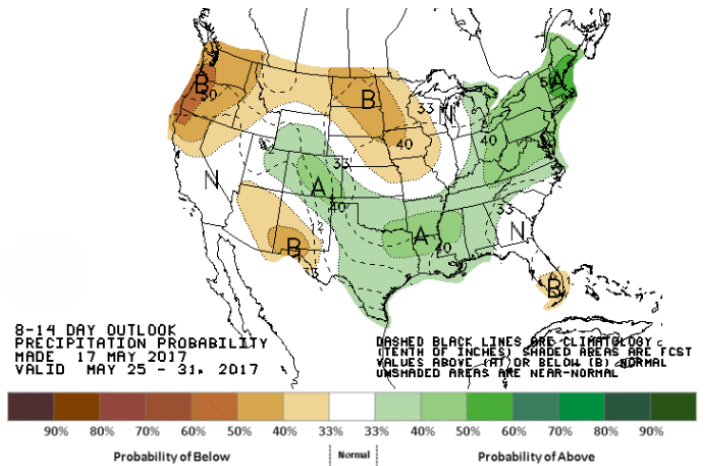 B
50
B
33
N
A
40
40
33
N
A
40
33
A
40
N
B
B
8-14 DAY OUTLOOK
PRECIPITATION PROBABILITY
MADE 17 MAY 2017
VALID MAY 25 - 31, 2017
DASHED BLACK LINES ARE CLIMATOLOGY
(TENTH OF INCHES) SHADED AREAS ARE FCST
VALUES ABOVE (A) OR BELOW (B) NORMAL
UNSHADED AREAS ARE NEAR-NORMAL
90% 80% 70% 60% 50% 40% 33% 33% 40% 50% 60% 70% 80% 90%
Probability of Below Normal Probability of Above